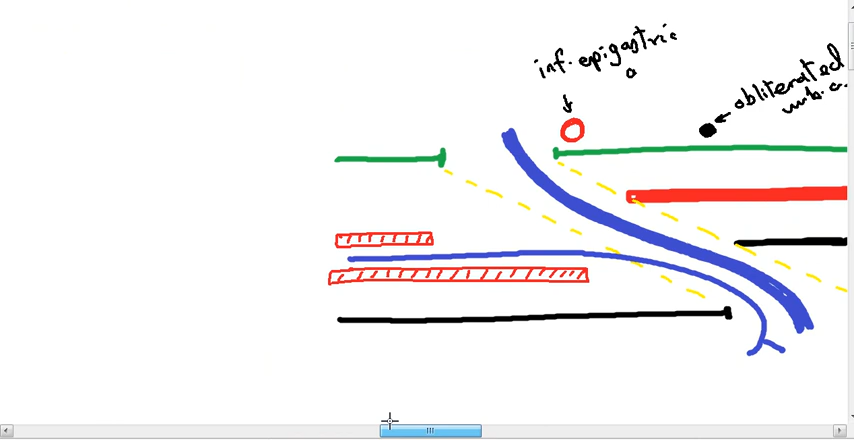 inf. epigastric
a
obliterated
umb. a.